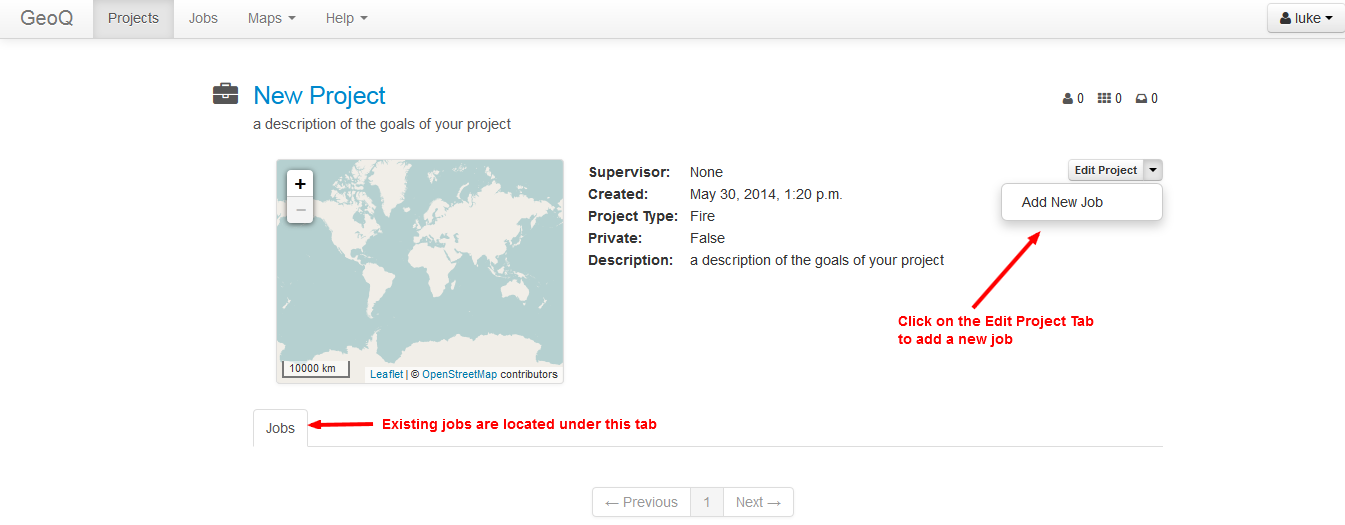 GeoQ Projects Jobs Maps Help luke
New Project 0 0 0
a description of the goals of your project
+
−
10000 km
Leaflet | © OpenStreetMap contributors
Supervisor: None
Created: May 30, 2014, 1:20 p.m.
Project Type: Fire
Private: False
Description: a description of the goals of your project
Edit Project
Add New Job
Click on the Edit Project Tab
to add a new job
Jobs
Existing jobs are located under this tab
← Previous 1 Next →